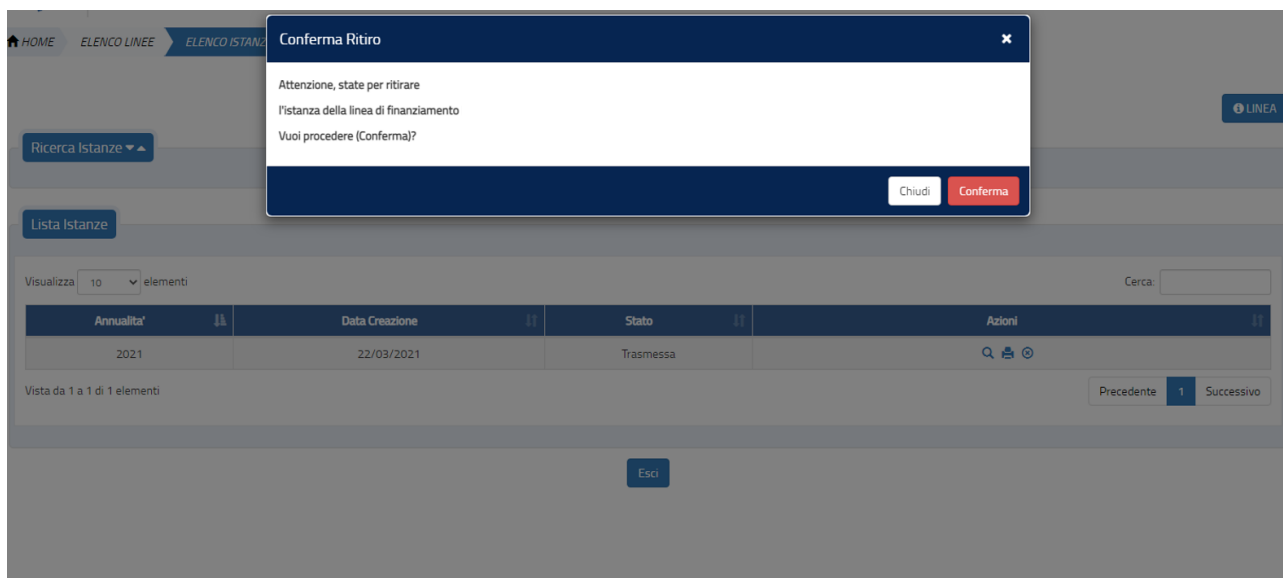 HOME ELENCO LINEE ELENCO ISTANZ
Conferma Ritiro
Attenzione, state per ritirare
l'istanza della linea di finanziamento
Vuoi procedere (Conferma)?
Chiudi Conferma
LINEA
Ricerca Istanze
Lista Istanze
Visualizza 10 elementi Cerca:
Annualita' Data Creazione Stato Azioni
2021 22/03/2021 Trasmessa
Vista da 1 a 1 di 1 elementi Precedente 1 Successivo
Esci